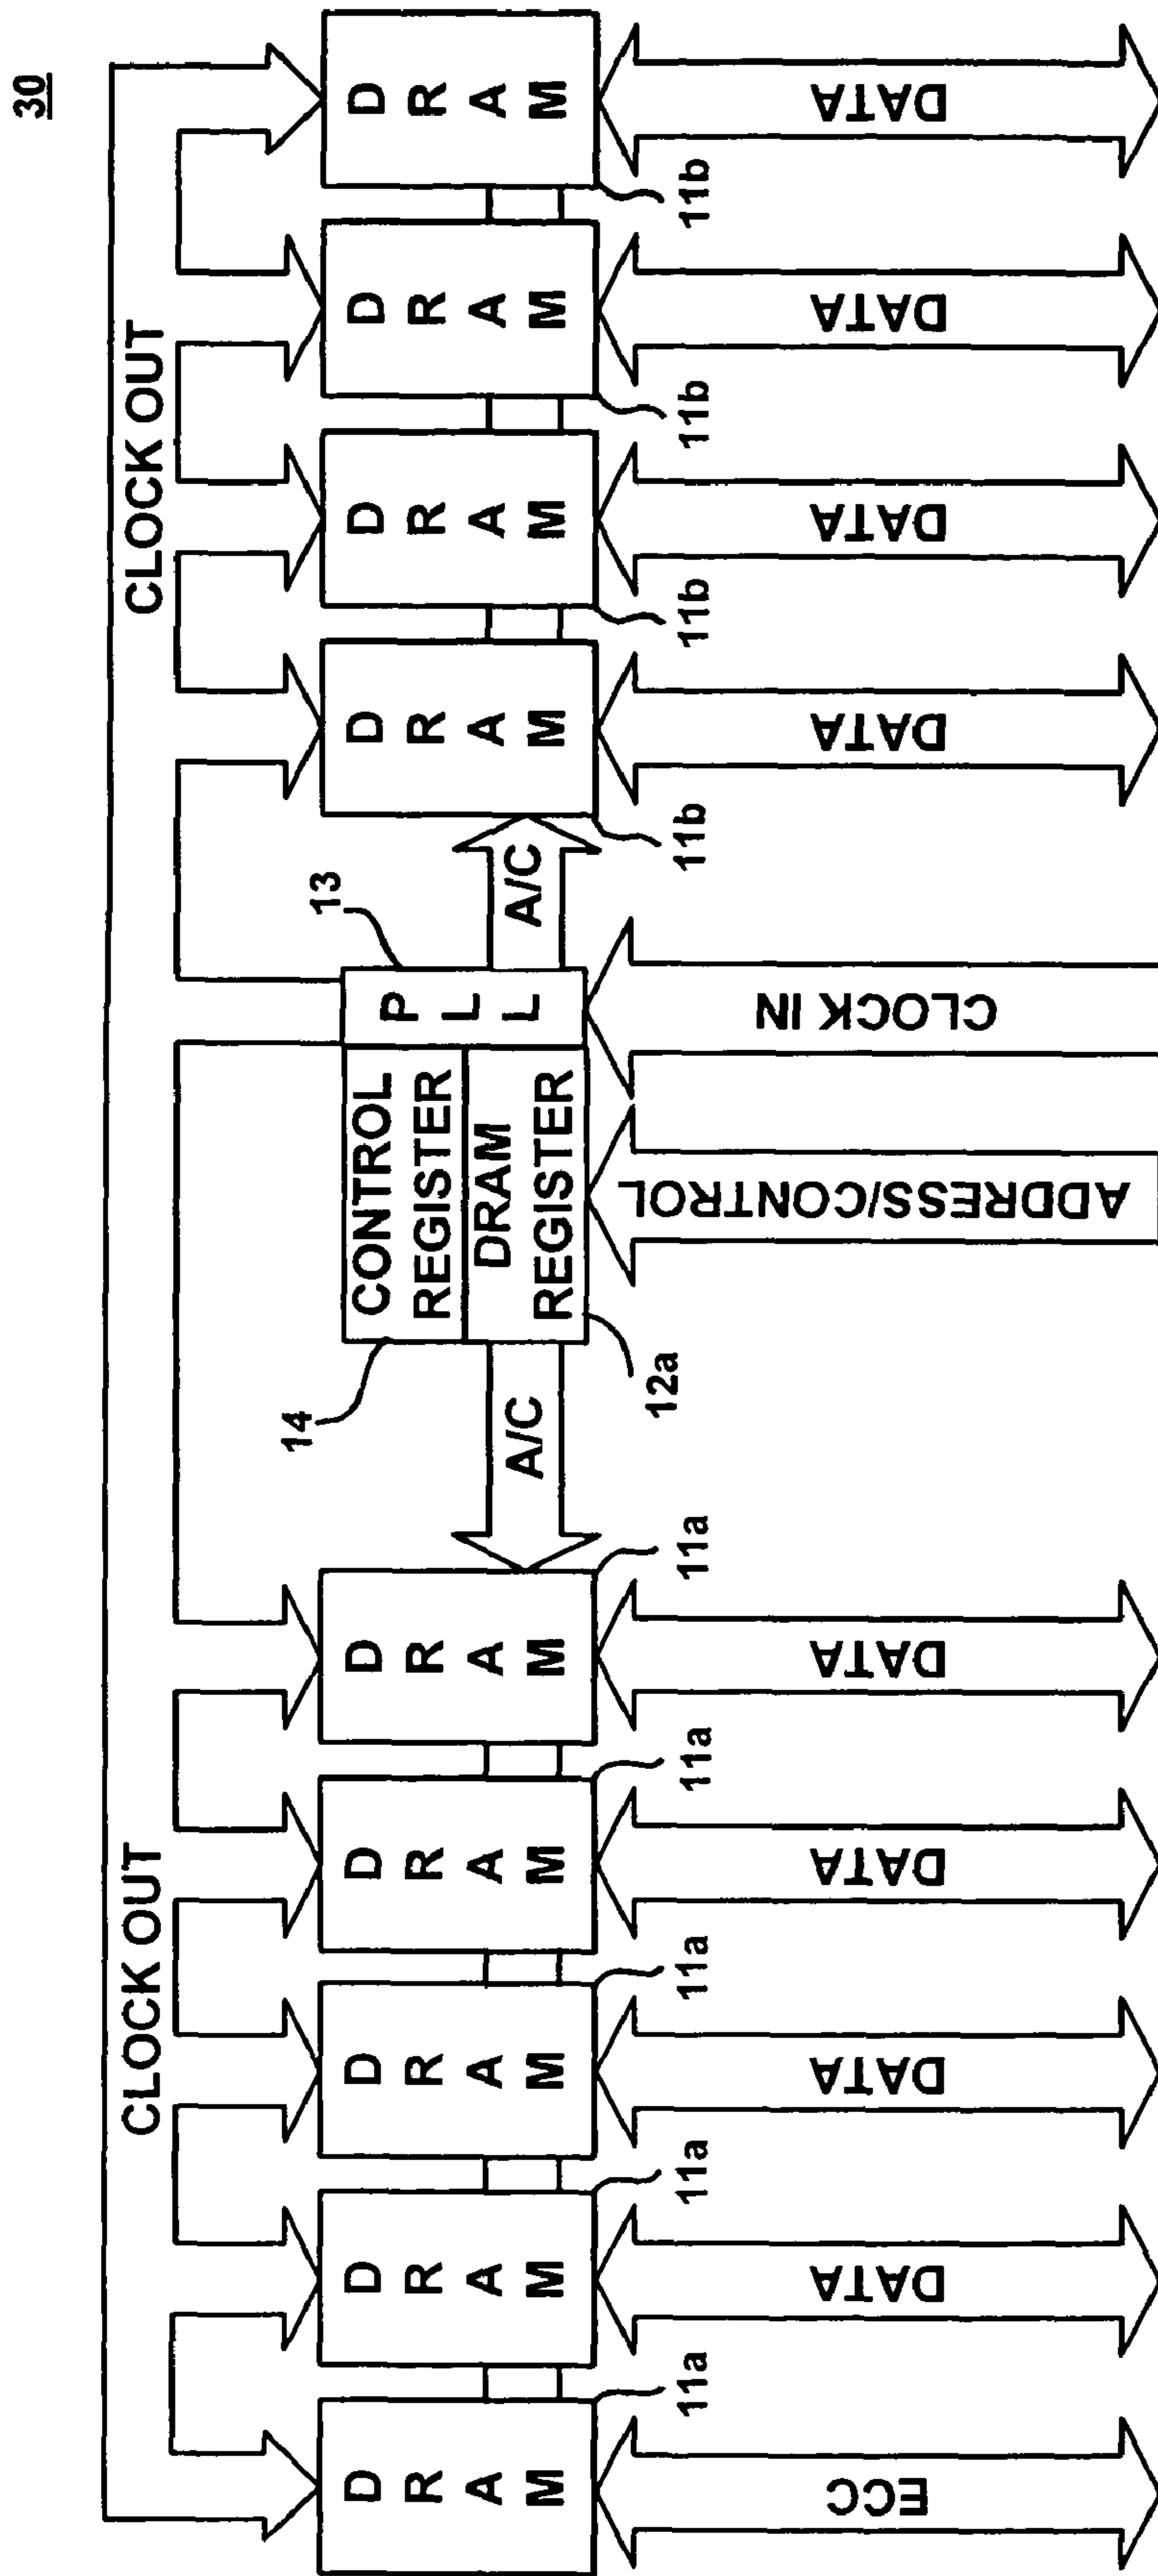 30
CLOCK OUT
CLOCK OUT
DRAM
DRAM
DRAM
DRAM
DRAM
CONTROL
REGISTER
DRAM
REGISTER
PLL
DRAM
DRAM
DRAM
DRAM
14
13
A/C
A/C
12a
11a
11a
11a
11a
11a
11b
11b
11b
11b
ECC
DATA
DATA
DATA
DATA
ADDRESS/CONTROL
CLOCK IN
DATA
DATA
DATA
DATA